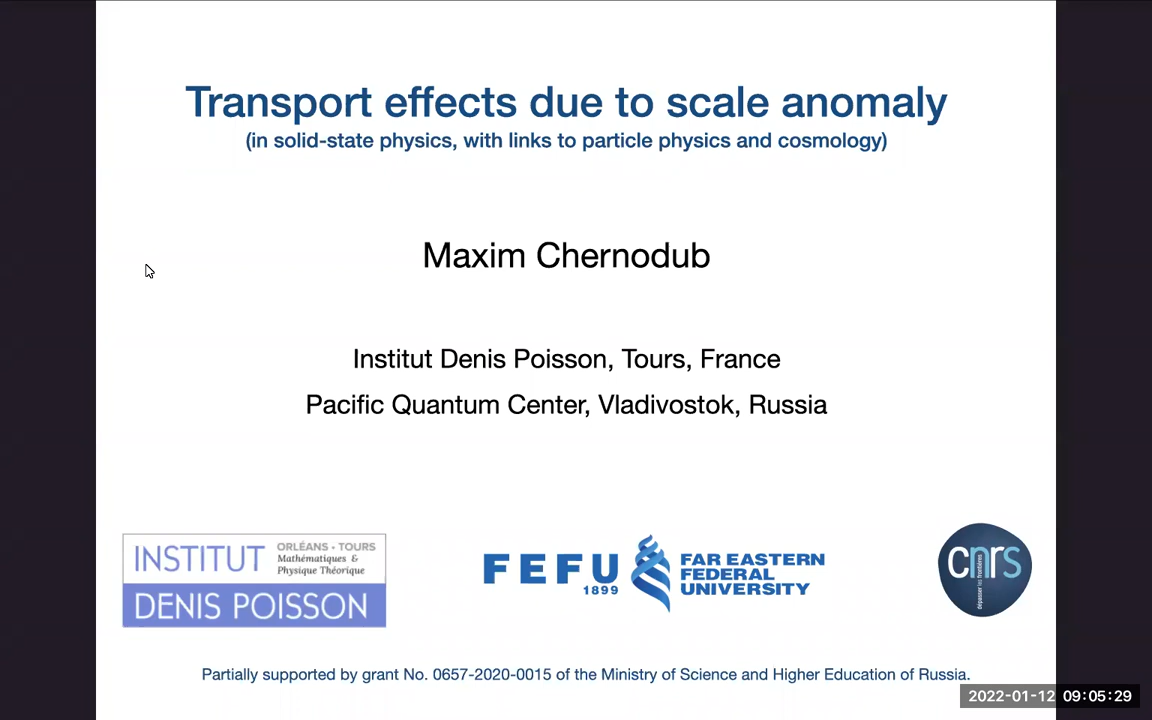 Transport effects due to scale anomaly
(in solid-state physics, with links to particle physics and cosmology)
Maxim Chernodub
Institut Denis Poisson, Tours, France
Pacific Quantum Center, Vladivostok, Russia
INSTITUT
ORLÉANS • TOURS
Mathématiques &
Physique Théorique
DENIS POISSON
FEFU
1899
FAR EASTERN
FEDERAL
UNIVERSITY
cnrs
dépasser les frontières
Partially supported by grant No. 0657-2020-0015 of the Ministry of Science and Higher Education of Russia.
2022-01-12 09:05:29